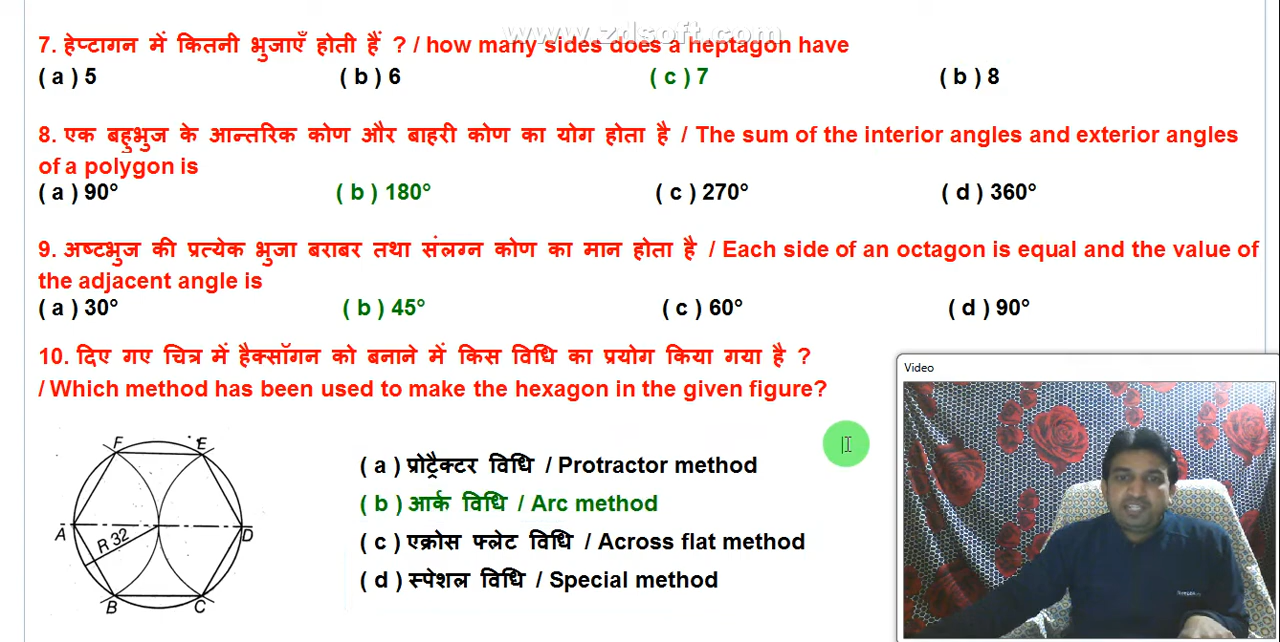 www.zdsoft.com
7. हेप्टागन में कितनी भुजाएँ होती हैं ? / how many sides does a heptagon have
( a ) 5 ( b ) 6 ( c ) 7 ( b ) 8
8. एक बहुभुज के आन्तरिक कोण और बाहरी कोण का योग होता है / The sum of the interior angles and exterior angles
of a polygon is
( a ) 90° ( b ) 180° ( c ) 270° ( d ) 360°
9. अष्टभुज की प्रत्येक भुजा बराबर तथा संलग्न कोण का मान होता है / Each side of an octagon is equal and the value of
the adjacent angle is
( a ) 30° ( b ) 45° ( c ) 60° ( d ) 90°
10. दिए गए चित्र में हैक्सॉगन को बनाने में किस विधि का प्रयोग किया गया है ?
/ Which method has been used to make the hexagon in the given figure?
Video
F E
A D
R 32
B C
( a ) प्रोट्रैक्टर विधि / Protractor method
( b ) आर्क विधि / Arc method
( c ) एक्रोस फ्लेट विधि / Across flat method
( d ) स्पेशल विधि / Special method